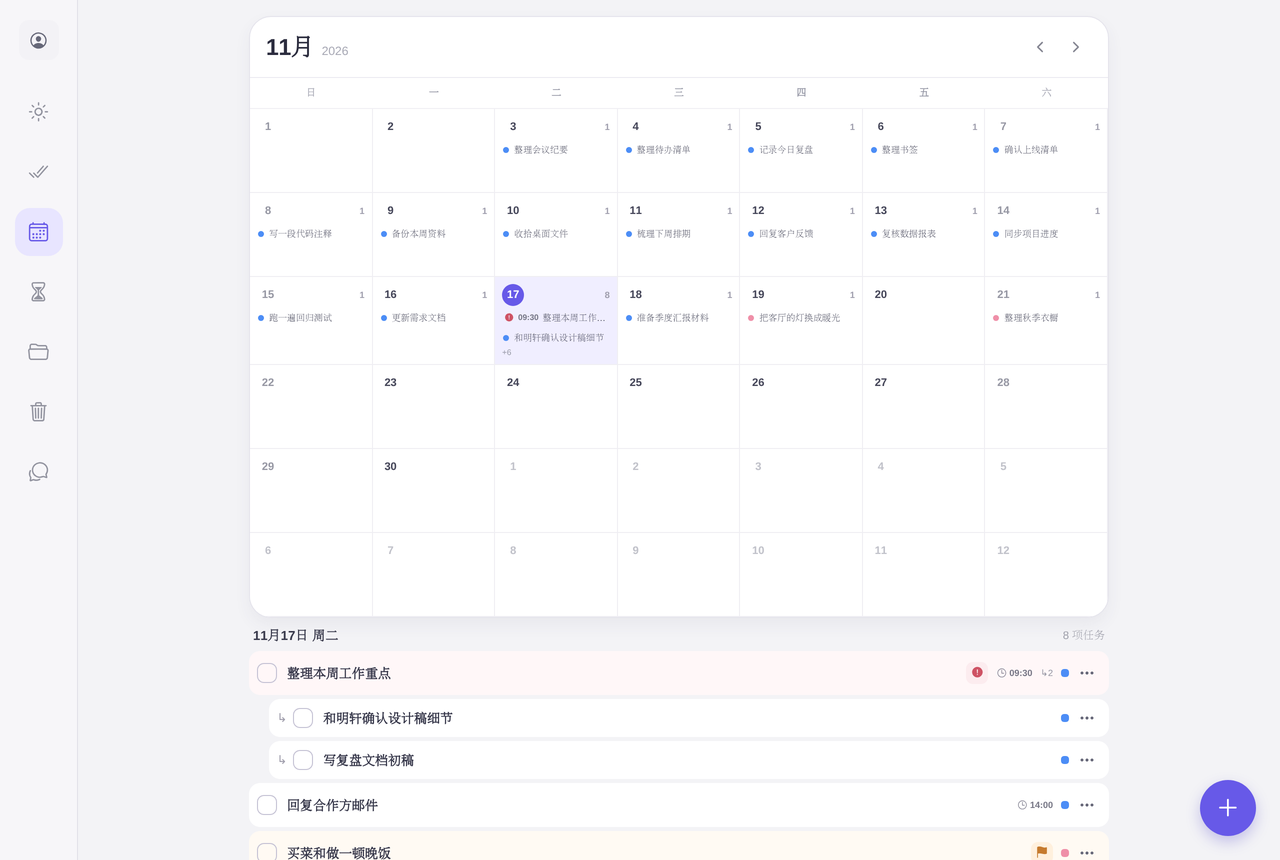 11月 2026
日 一 二 三 四 五 六
1 2 3 1 4 1 5 1 6 1 7 1
整理会议纪要 整理待办清单 记录今日复盘 整理书签 确认上线清单
8 1 9 1 10 1 11 1 12 1 13 1 14 1
写一段代码注释 备份本周资料 收拾桌面文件 梳理下周排期 回复客户反馈 复核数据报表 同步项目进度
15 1 16 1 17 8 18 1 19 1 20 21 1
跑一遍回归测试 更新需求文档 09:30 整理本周工作... 准备季度汇报材料 把客厅的灯换成暖光 整理秋季衣橱
和明轩确认设计稿细节
+6
22 23 24 25 26 27 28
29 30 1 2 3 4 5
6 7 8 9 10 11 12
11月17日 周二 8 项任务
整理本周工作重点 09:30 ↳2
↳ 和明轩确认设计稿细节
↳ 写复盘文档初稿
回复合作方邮件 14:00
买菜和做一顿晚饭